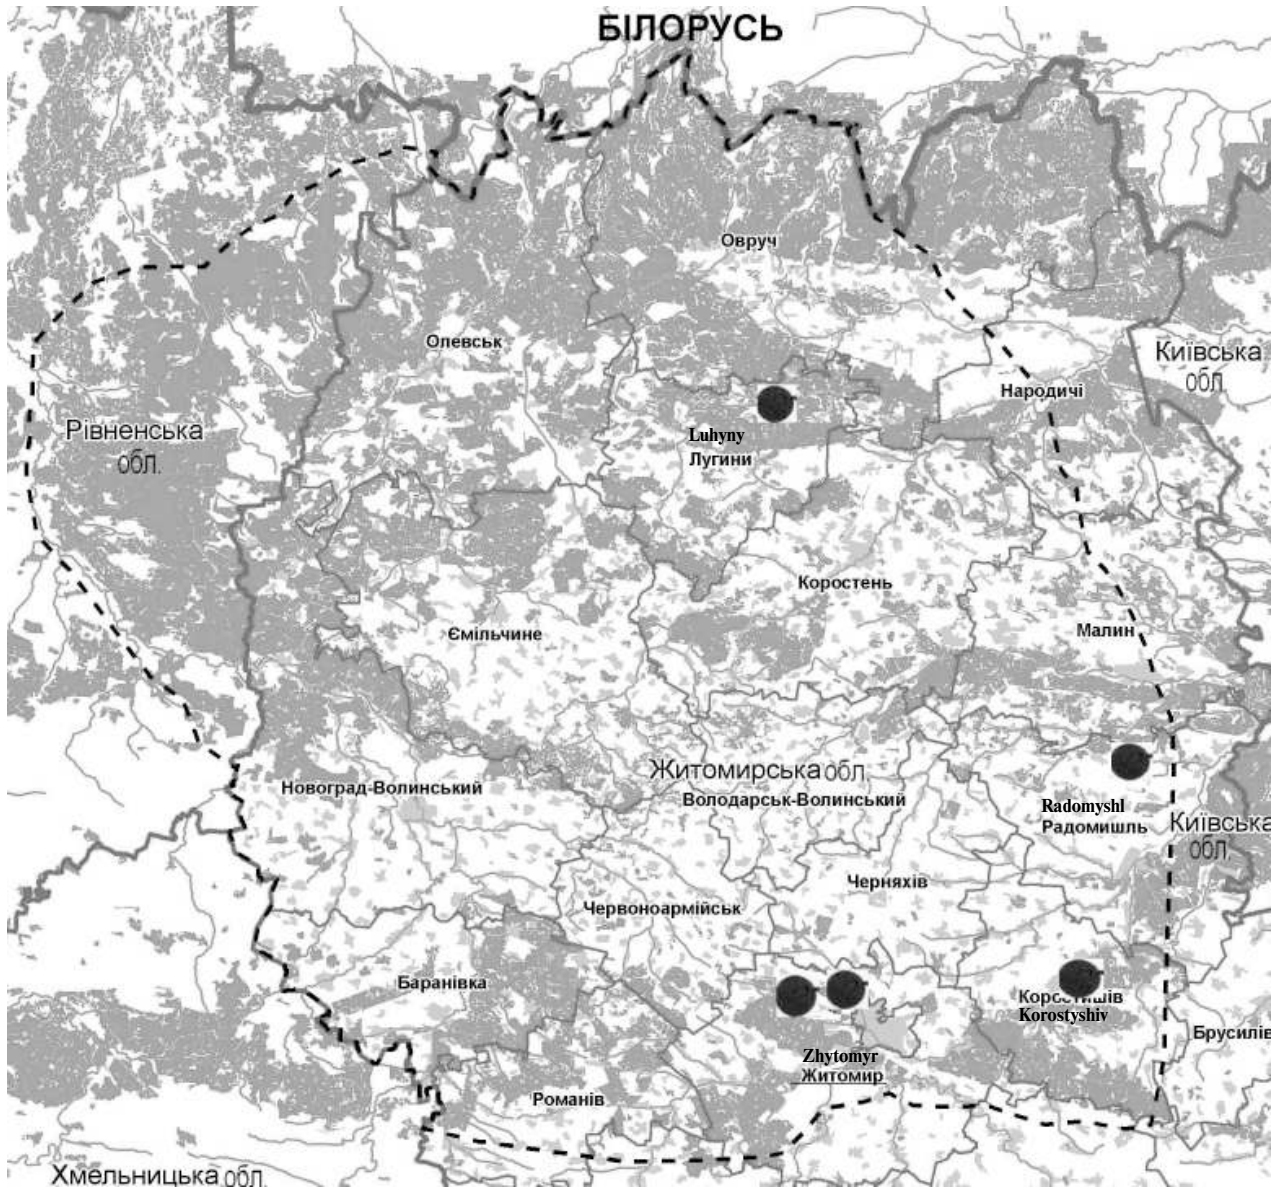 БІЛОРУСЬ
Овруч
Олевськ
Київська
обл.
Народичі
Рівненська
обл.
Luhyny
Лугини
Коростень
Ємільчине
Малин
Житомирська обл.
Новоград-Волинський
Володарськ-Волинський
Radomyshl
Радомишль
Київська
обл.
Черняхів
Червоноармійськ
Баранівка
Коростишів
Korostyshiv
Брусилів
Zhytomyr
Житомир
Романів
Хмельницька обл.